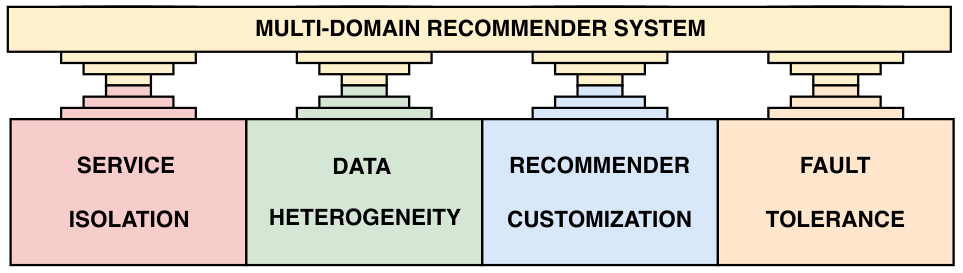 MULTI-DOMAIN RECOMMENDER SYSTEM
SERVICE
ISOLATION
DATA
HETEROGENEITY
RECOMMENDER
CUSTOMIZATION
FAULT
TOLERANCE